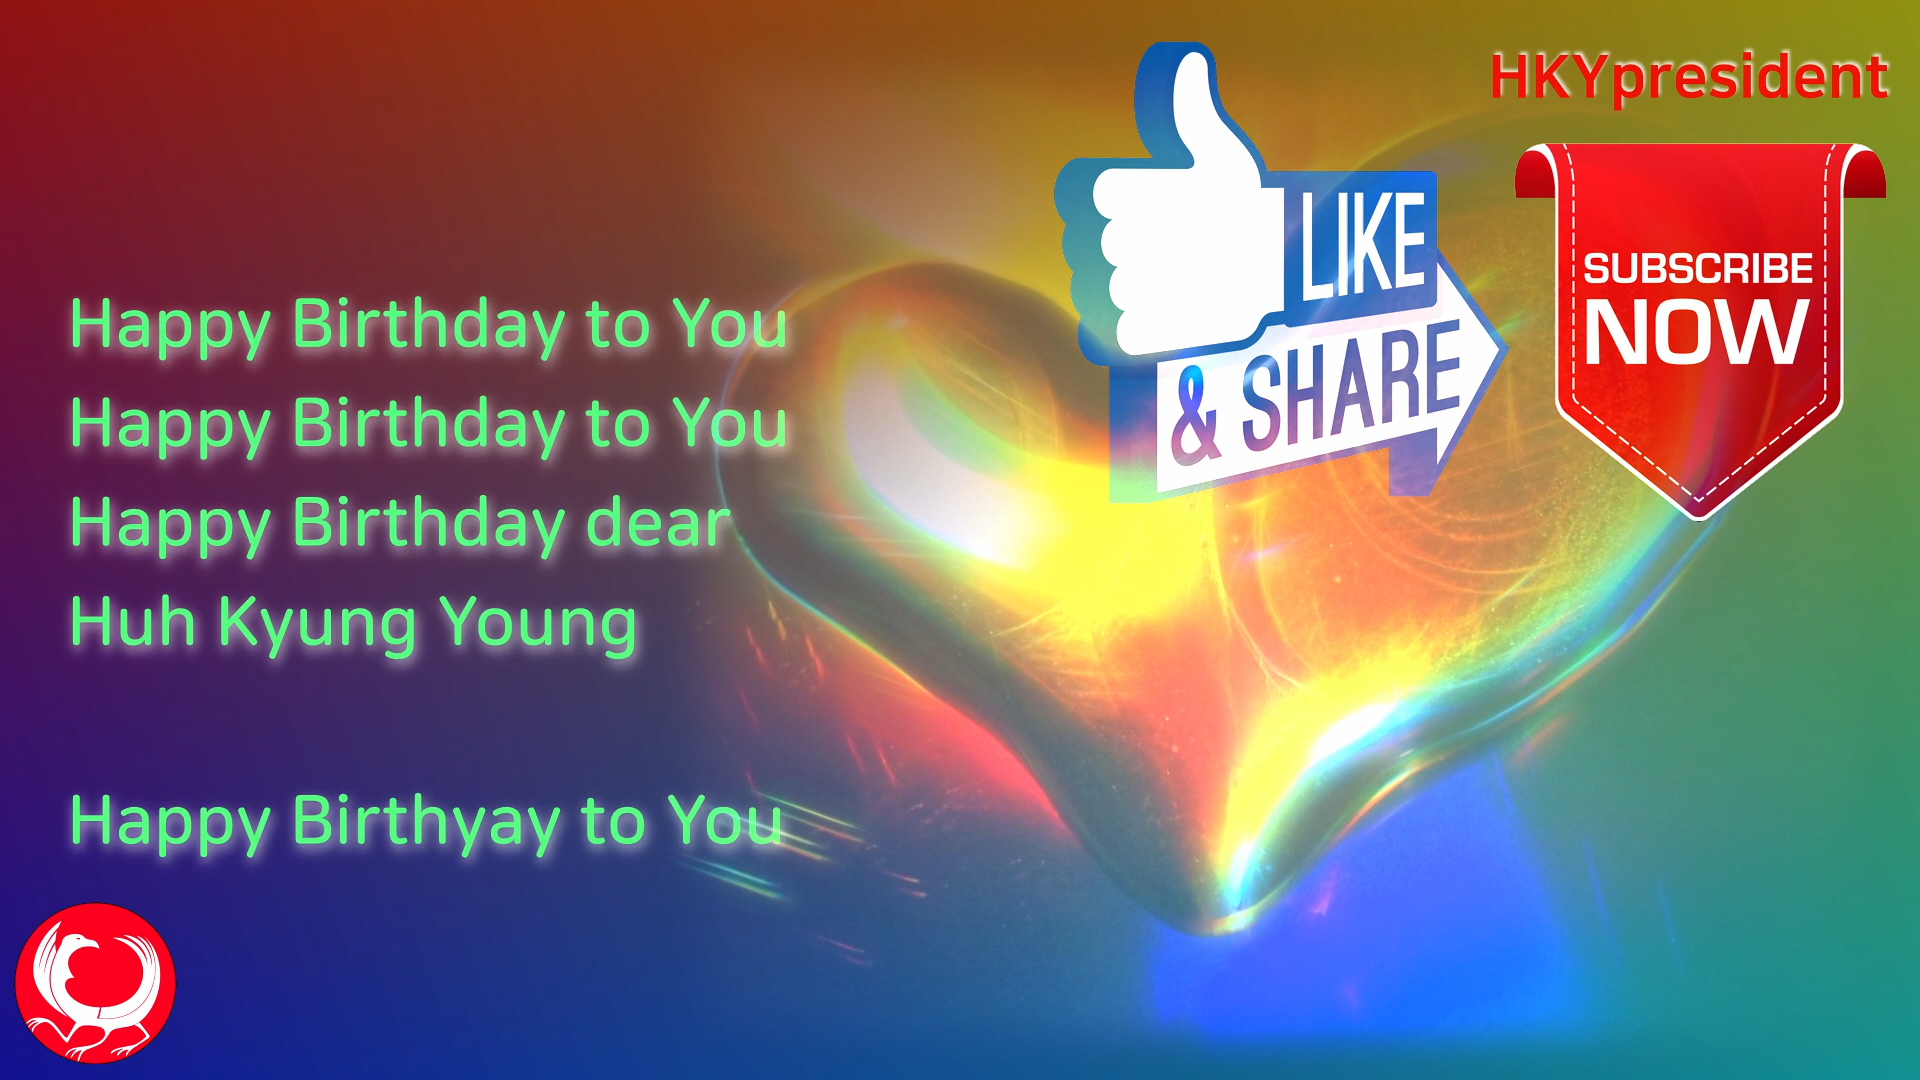 HKYpresident
LIKE
& SHARE
SUBSCRIBE
NOW
Happy Birthday to You
Happy Birthday to You
Happy Birthday dear
Huh Kyung Young
Happy Birthyay to You